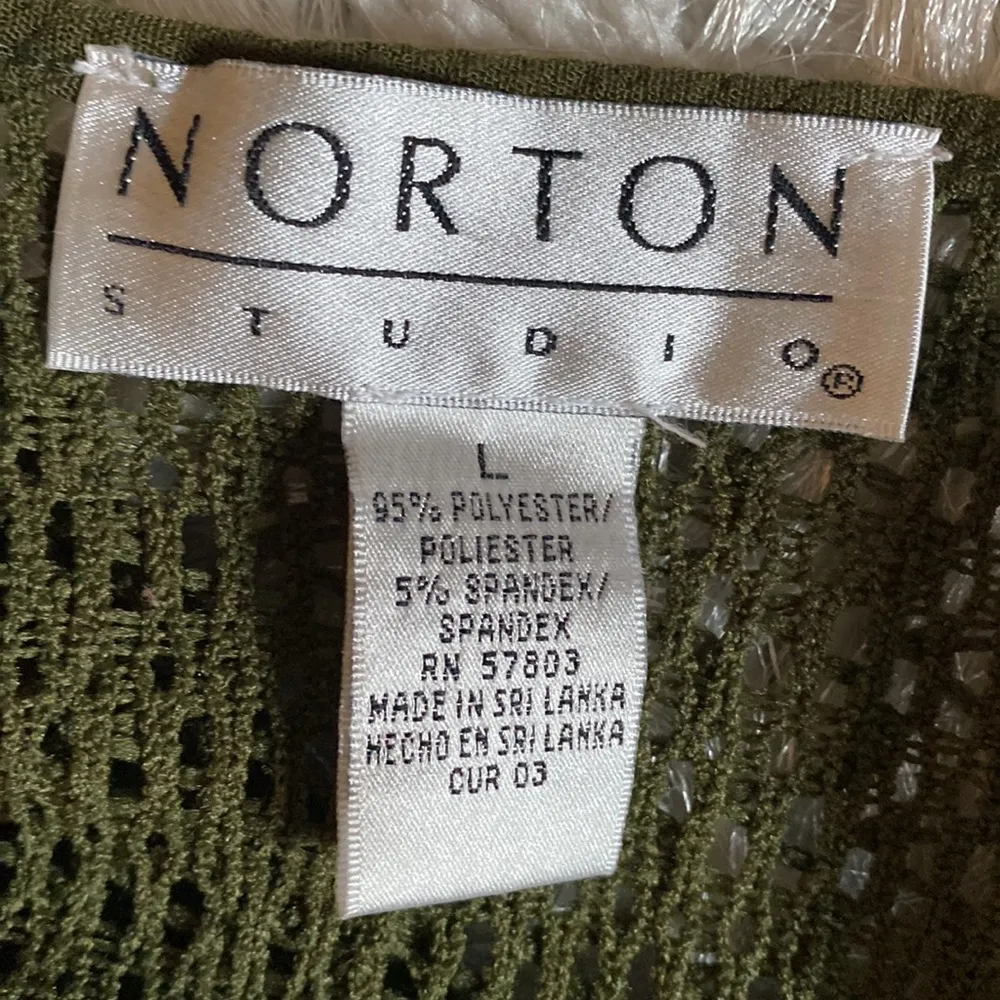 NORTON
STUDIO®
L
95% POLYESTER/
POLIESTER
5% SPANDEX/
SPANDEX
RN 57803
MADE IN SRI LANKA
HECHO EN SRI LANKA
CUR 03